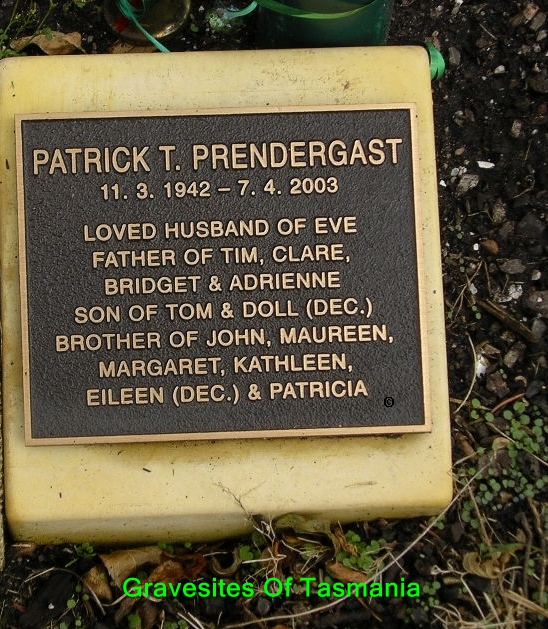 PATRICK T. PRENDERGAST
11. 3. 1942 – 7. 4. 2003
LOVED HUSBAND OF EVE
FATHER OF TIM, CLARE,
BRIDGET & ADRIENNE
SON OF TOM & DOLL (DEC.)
BROTHER OF JOHN, MAUREEN,
MARGARET, KATHLEEN,
EILEEN (DEC.) & PATRICIA
Gravesites Of Tasmania